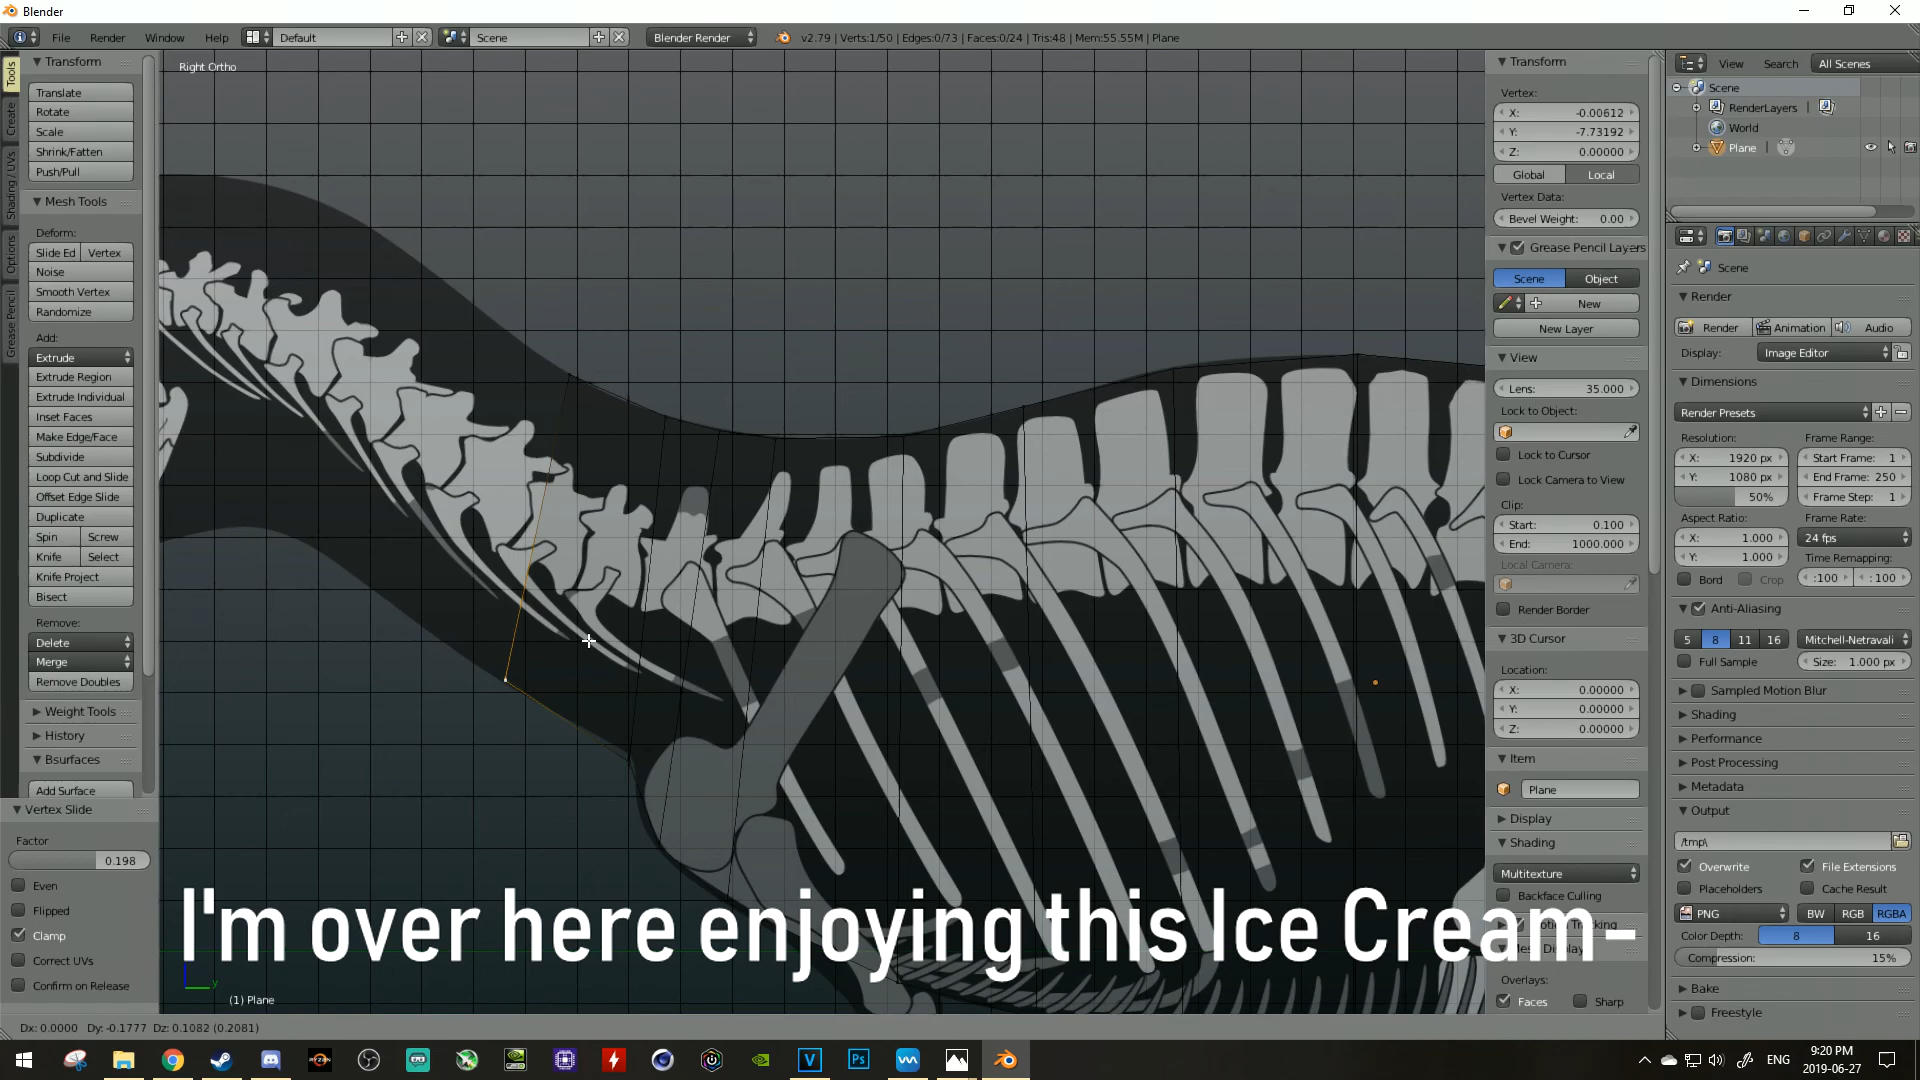 Blender
File Render Window Help Default Scene Blender Render v2.79 | Verts:1/50 | Edges:0/73 | Faces:0/24 | Tris:48 | Mem:55.55M | Plane
Tools
Create
Shading / UVs
Options
Grease Pencil
Transform
Translate
Rotate
Scale
Shrink/Fatten
Push/Pull
Mesh Tools
Deform:
Slide Ed Vertex
Noise
Smooth Vertex
Randomize
Add:
Extrude
Extrude Region
Extrude Individual
Inset Faces
Make Edge/Face
Subdivide
Loop Cut and Slide
Offset Edge Slide
Duplicate
Spin Screw
Knife Select
Knife Project
Bisect
Remove:
Delete
Merge
Remove Doubles
Weight Tools
History
Bsurfaces
Add Surface
Vertex Slide
Factor
0.198
Even
Flipped
Clamp
Correct UVs
Confirm on Release
Right Ortho
I'm over here enjoying this Ice Cream-
y
(1) Plane
Dx: 0.0000 Dy: -0.1777 Dz: 0.1082 (0.2081)
Transform
Vertex:
X: -0.00612
Y: -7.73192
Z: 0.00000
Global Local
Vertex Data:
Bevel Weight: 0.00
Grease Pencil Layers
Scene Object
New
New Layer
View
Lens: 35.000
Lock to Object:
Lock to Cursor
Lock Camera to View
Clip:
Start: 0.100
End: 1000.000
Local Camera:
Render Border
3D Cursor
Location:
X: 0.00000
Y: 0.00000
Z: 0.00000
Item
Plane
Display
Shading
Multitexture
Backface Culling
Motion Tracking
Mesh Display
Overlays:
Faces Sharp
View Search All Scenes
Scene
RenderLayers
World
Plane
Scene
Render
Render Animation Audio
Display: Image Editor
Dimensions
Render Presets
Resolution: Frame Range:
X: 1920 px Start Frame: 1
Y: 1080 px End Frame: 250
50% Frame Step: 1
Aspect Ratio: Frame Rate:
X: 1.000 24 fps
Y: 1.000 Time Remapping:
Bord Crop :100 :100
Anti-Aliasing
5 8 11 16 Mitchell-Netravali
Full Sample Size: 1.000 px
Sampled Motion Blur
Shading
Performance
Post Processing
Metadata
Output
/tmp\
Overwrite File Extensions
Placeholders Cache Result
PNG BW RGB RGBA
Color Depth: 8 16
Compression: 15%
Bake
Freestyle
RYZEN V Ps
ENG 9:20 PM
2019-06-27